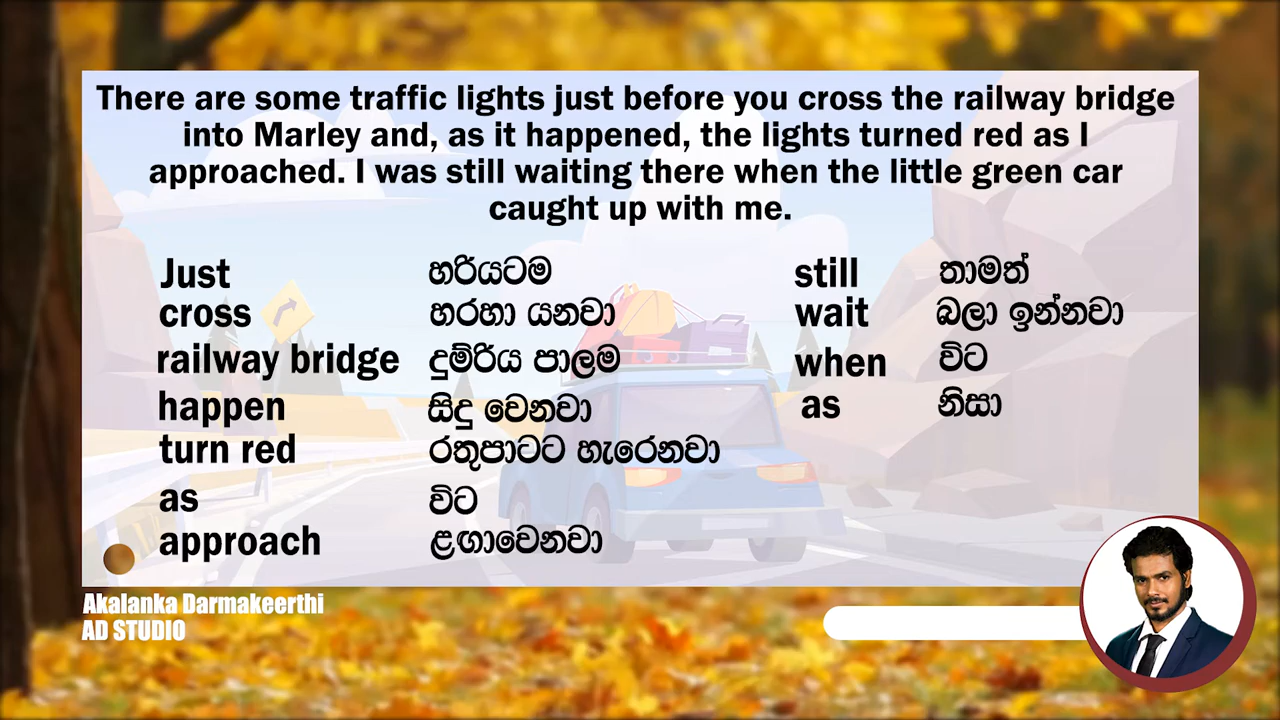 There are some traffic lights just before you cross the railway bridge
into Marley and, as it happened, the lights turned red as I
approached. I was still waiting there when the little green car
caught up with me.
Just හරියටම
cross හරහා යනවා
railway bridge දුම්රිය පාලම
happen සිදු වෙනවා
turn red රතුපාටට හැරෙනවා
as විට
approach ළඟාවෙනවා
still තාමත්
wait බලා ඉන්නවා
when විට
as නිසා
Akalanka Darmakeerthi
AD STUDIO